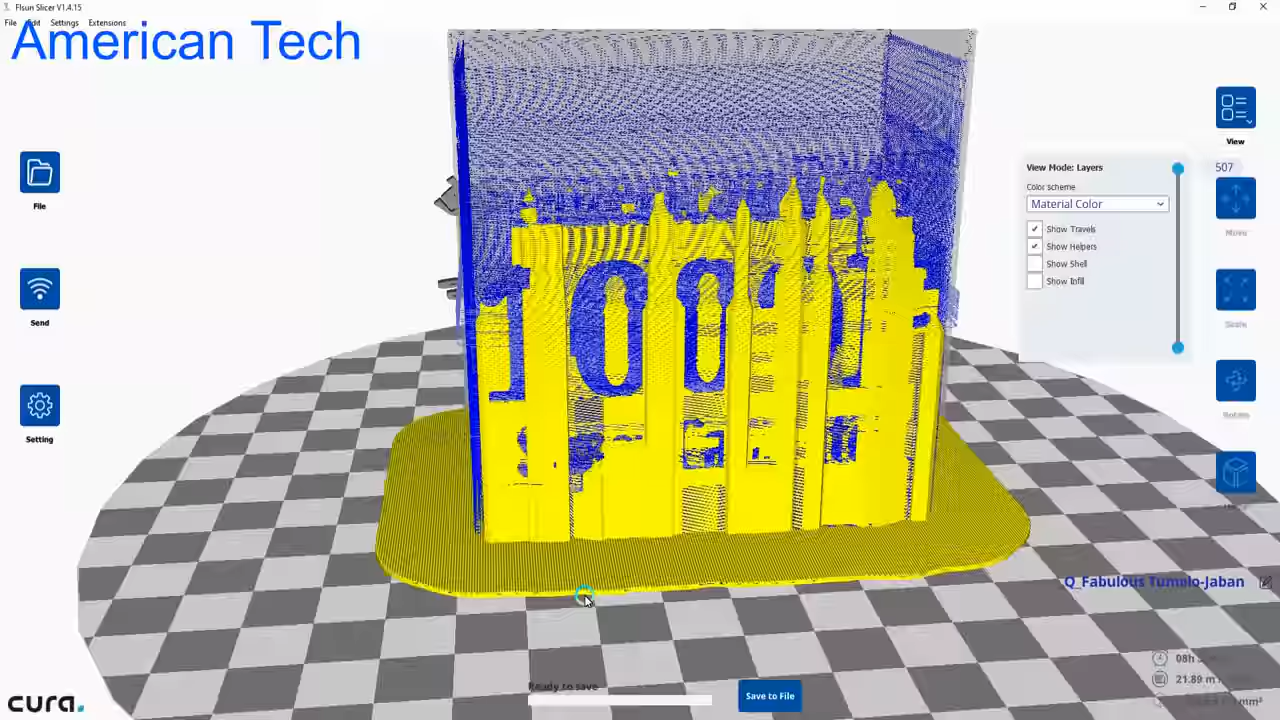 Flsun Slicer V1.4.15
File Edit Settings Extensions
American Tech
File
Send
Setting
View
507
View Mode: Layers
Color scheme
Material Color
Show Travels
Show Helpers
Show Shell
Show Infill
Move
Scale
Rotate
Q_Fabulous Tumelo-Jaban
08h
21.89 m
Ready to save
Save to File
cura.